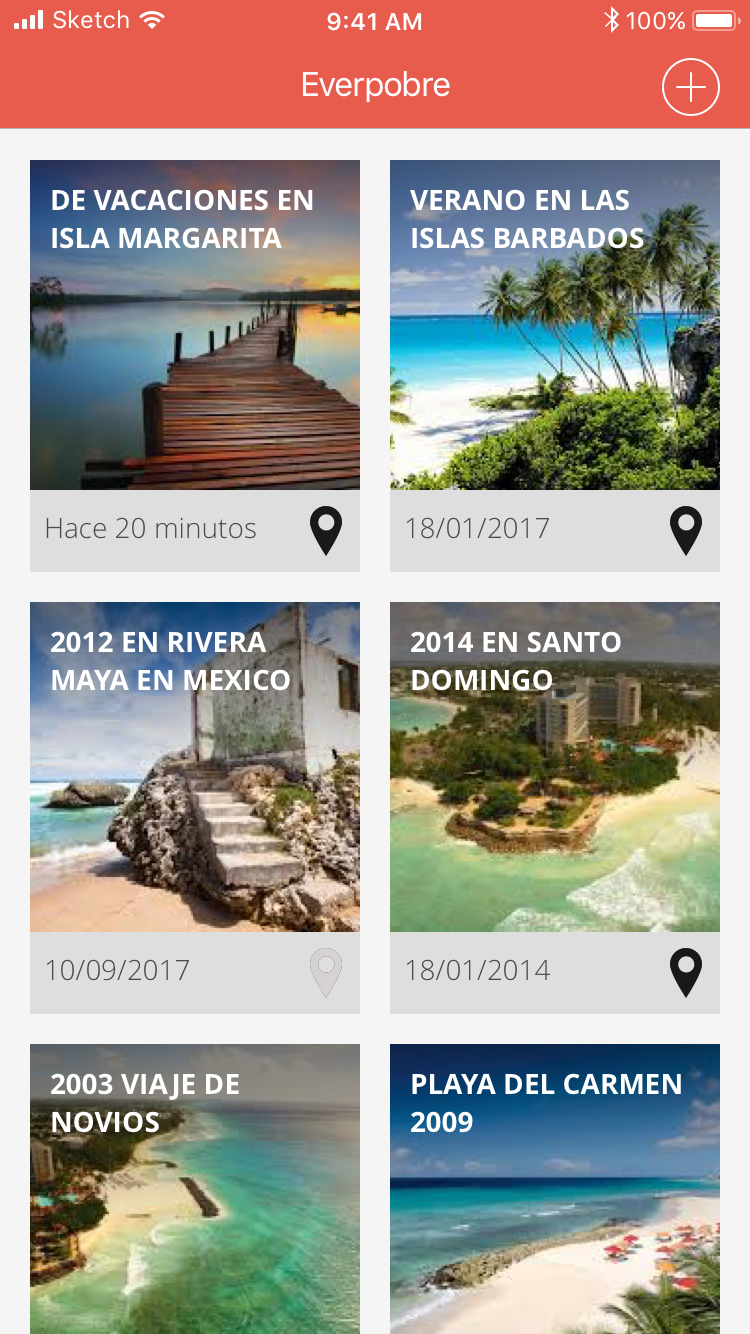 Sketch 9:41 AM 100%
Everpobre
DE VACACIONES EN
ISLA MARGARITA
Hace 20 minutos
VERANO EN LAS
ISLAS BARBADOS
18/01/2017
2012 EN RIVERA
MAYA EN MEXICO
10/09/2017
2014 EN SANTO
DOMINGO
18/01/2014
2003 VIAJE DE
NOVIOS
PLAYA DEL CARMEN
2009